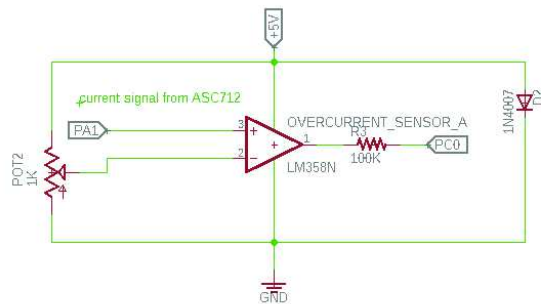 +5V
current signal from ASC712
PA1
3
2
1
OVERCURRENT_SENSOR_A
R3
100K
LM358N
PC0
1N4007
D2
POT2
1K
GND